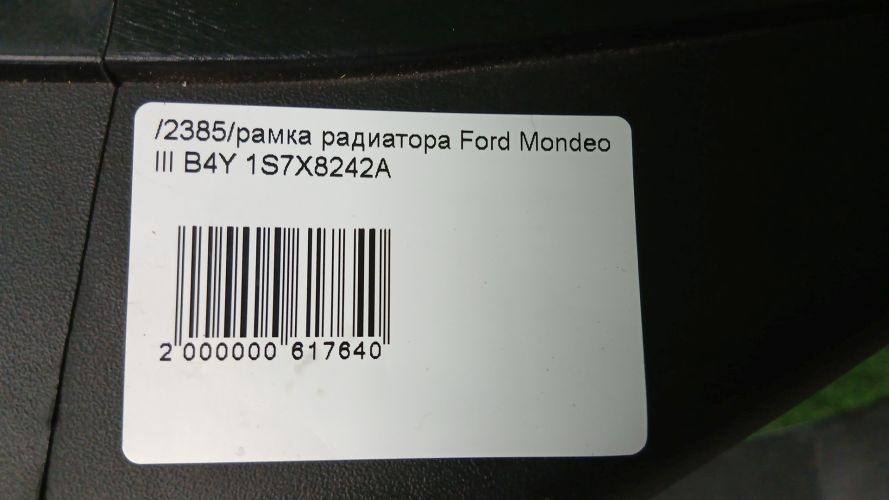 /2385/рамка радиатора Ford Mondeo
III B4Y 1S7X8242A
2 000000 617640